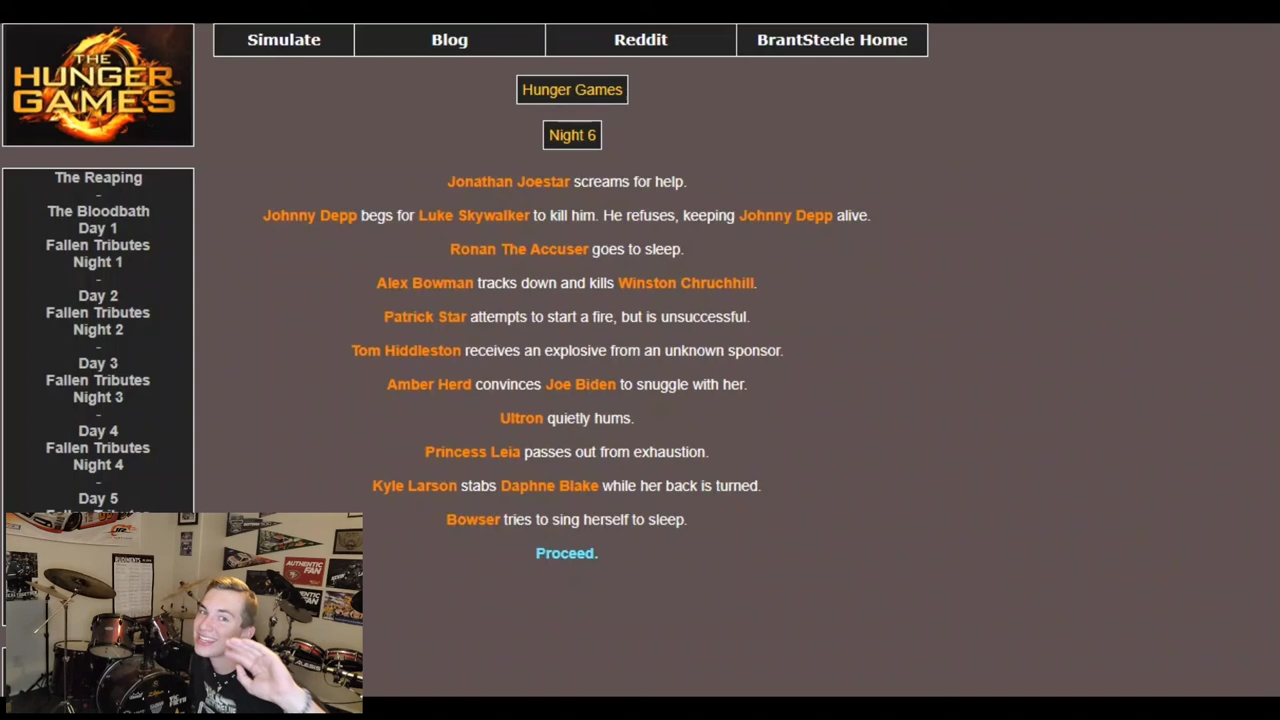 THE
HUNGER
GAMES
Simulate
Blog
Reddit
BrantSteele Home
Hunger Games
Night 6
The Reaping
-
The Bloodbath
Day 1
Fallen Tributes
Night 1
-
Day 2
Fallen Tributes
Night 2
-
Day 3
Fallen Tributes
Night 3
-
Day 4
Fallen Tributes
Night 4
-
Day 5
Jonathan Joestar screams for help.
Johnny Depp begs for Luke Skywalker to kill him. He refuses, keeping Johnny Depp alive.
Ronan The Accuser goes to sleep.
Alex Bowman tracks down and kills Winston Chruchhill.
Patrick Star attempts to start a fire, but is unsuccessful.
Tom Hiddleston receives an explosive from an unknown sponsor.
Amber Herd convinces Joe Biden to snuggle with her.
Ultron quietly hums.
Princess Leia passes out from exhaustion.
Kyle Larson stabs Daphne Blake while her back is turned.
Bowser tries to sing herself to sleep.
Proceed.
RUDIMENTS
AUTHENTIC
FAN
AUTHENTIC
FAN
ALESIS